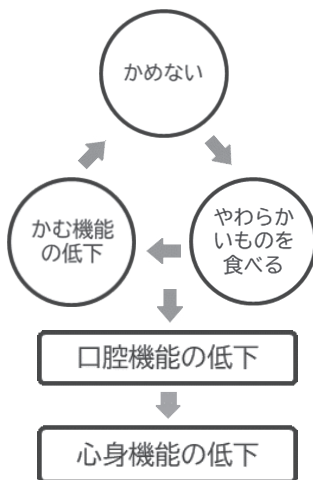 かめない
やわらか
いものを
食べる
かむ機能
の低下
口腔機能の低下
心身機能の低下